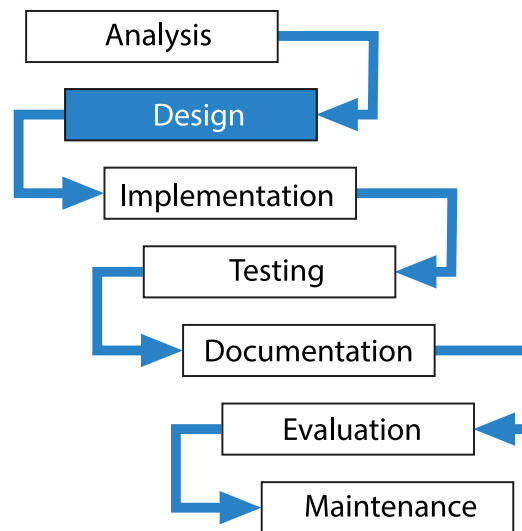 Analysis
Design
Implementation
Testing
Documentation
Evaluation
Maintenance